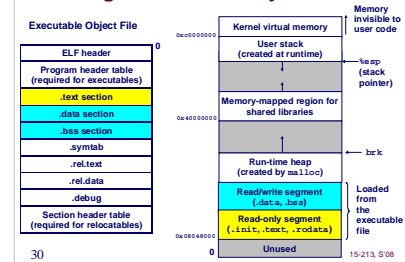 Executable Object File
0
ELF header
Program header table
(required for executables)
.text section
.data section
.bss section
.symtab
.rel.text
.rel.data
.debug
Section header table
(required for relocatables)
30
Memory
invisible to
user code
Kernel virtual memory
0xc0000000
User stack
(created at runtime)
%esp
(stack
pointer)
Memory-mapped region for
shared libraries
0x40000000
brk
Run-time heap
(created by malloc)
Read/write segment
(.data, .bss)
Read-only segment
(.init, .text, .rodata)
Loaded
from
the
executable
file
0x08048000
Unused
0
15-213, S'08